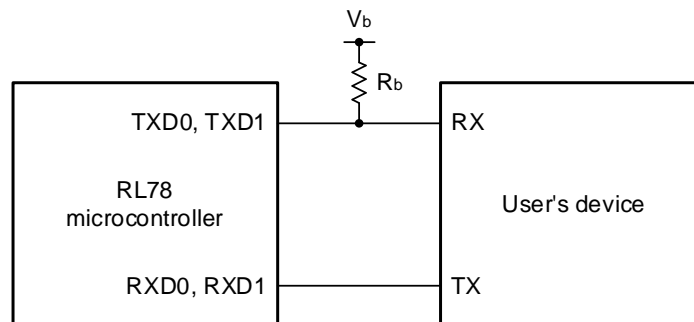 Vb
Rb
TXD0, TXD1
RX
RL78
microcontroller
User's device
RXD0, RXD1
TX